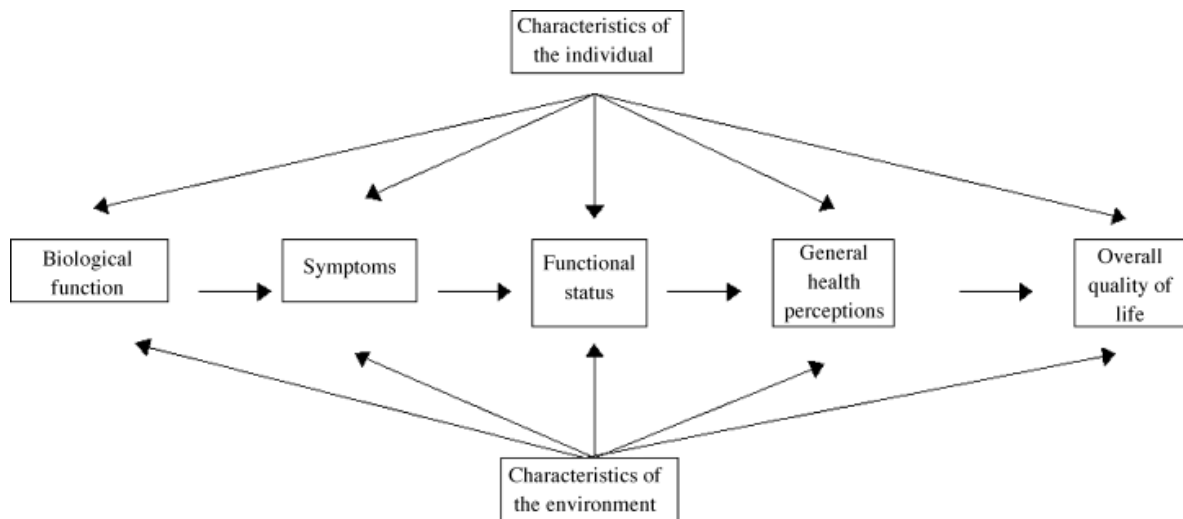 Characteristics of
the individual
Biological
function
Symptoms
Functional
status
General
health
perceptions
Overall
quality of
life
Characteristics of
the environment